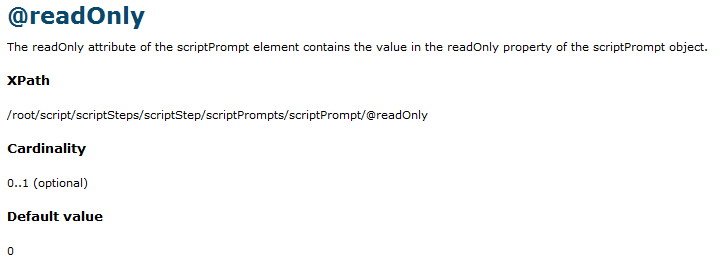 @readOnly
The readOnly attribute of the scriptPrompt element contains the value in the readOnly property of the scriptPrompt object.
XPath
/root/script/scriptSteps/scriptStep/scriptPrompts/scriptPrompt/@readOnly
Cardinality
0..1 (optional)
Default value
0